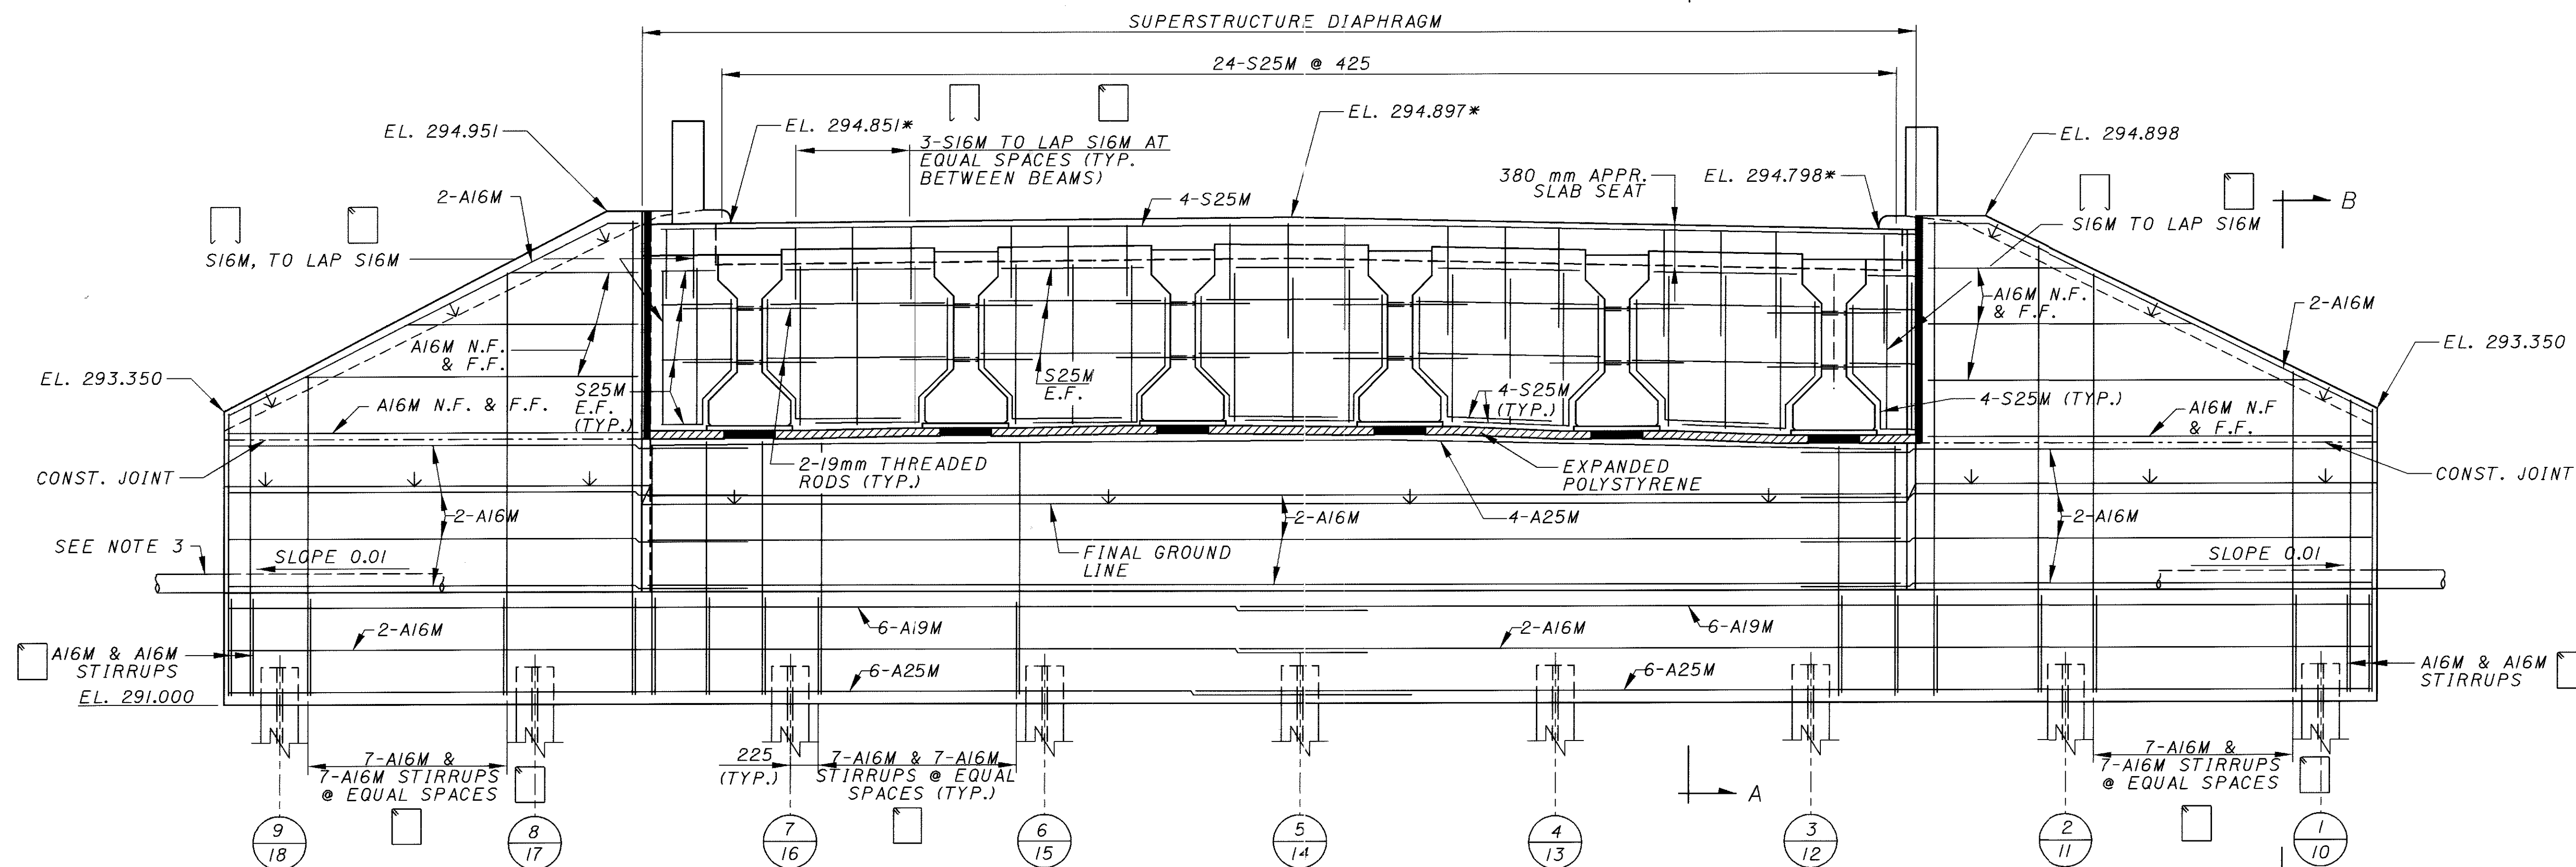 SUPERSTRUCTURE DIAPHRAGM
24-S25M @ 425
EL. 294.951
EL. 294.851*
EL. 294.897*
EL. 294.898
3-S16M TO LAP S16M AT
EQUAL SPACES (TYP.
BETWEEN BEAMS)
380 mm APPR.
SLAB SEAT
EL. 294.798*
2-A16M
4-S25M
B
S16M, TO LAP S16M
S16M TO LAP S16M
A16M N.F.
& F.F.
A16M N.F.
& F.F.
2-A16M
EL. 293.350
EL. 293.350
S25M
E.F.
(TYP.)
S25M
E.F.
4-S25M
(TYP.)
4-S25M (TYP.)
A16M N.F. & F.F.
A16M N.F
& F.F.
CONST. JOINT
2-19mm THREADED
RODS (TYP.)
EXPANDED
POLYSTYRENE
CONST. JOINT
2-A16M
2-A16M
4-A25M
2-A16M
SEE NOTE 3
SLOPE 0.01
FINAL GROUND
LINE
SLOPE 0.01
2-A16M
6-A19M
2-A16M
6-A19M
A16M & A16M
STIRRUPS
6-A25M
6-A25M
A16M & A16M
STIRRUPS
EL. 291.000
7-A16M &
7-A16M STIRRUPS
@ EQUAL SPACES
225
(TYP.)
7-A16M & 7-A16M
STIRRUPS @ EQUAL
SPACES (TYP.)
A
7-A16M &
7-A16M STIRRUPS
@ EQUAL SPACES
9
18
8
17
7
16
6
15
5
14
4
13
3
12
2
11
1
10